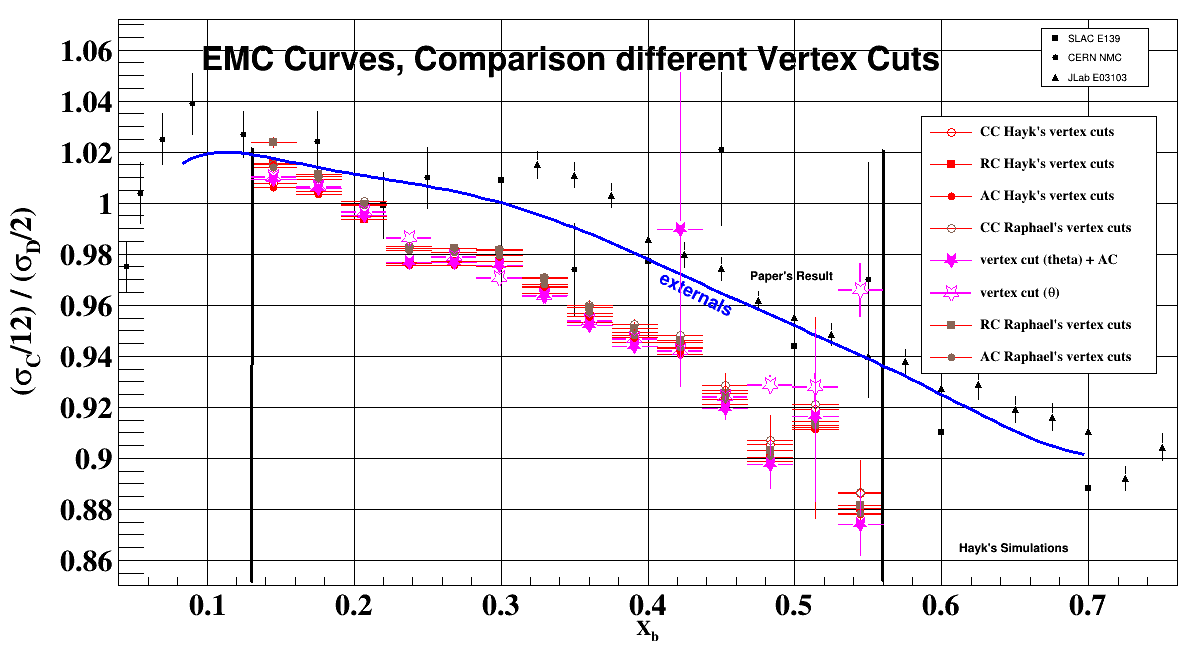 EMC Curves, Comparison different Vertex Cuts
SLAC E139
CERN NMC
JLab E03103
CC Hayk's vertex cuts
RC Hayk's vertex cuts
AC Hayk's vertex cuts
CC Raphael's vertex cuts
vertex cut (theta) + AC
vertex cut (θ)
RC Raphael's vertex cuts
AC Raphael's vertex cuts
(σC/12) / (σD/2)
1.06
1.04
1.02
1
0.98
0.96
0.94
0.92
0.9
0.88
0.86
Paper's Result
externals
Hayk's Simulations
0.1 0.2 0.3 0.4 0.5 0.6 0.7
Xb